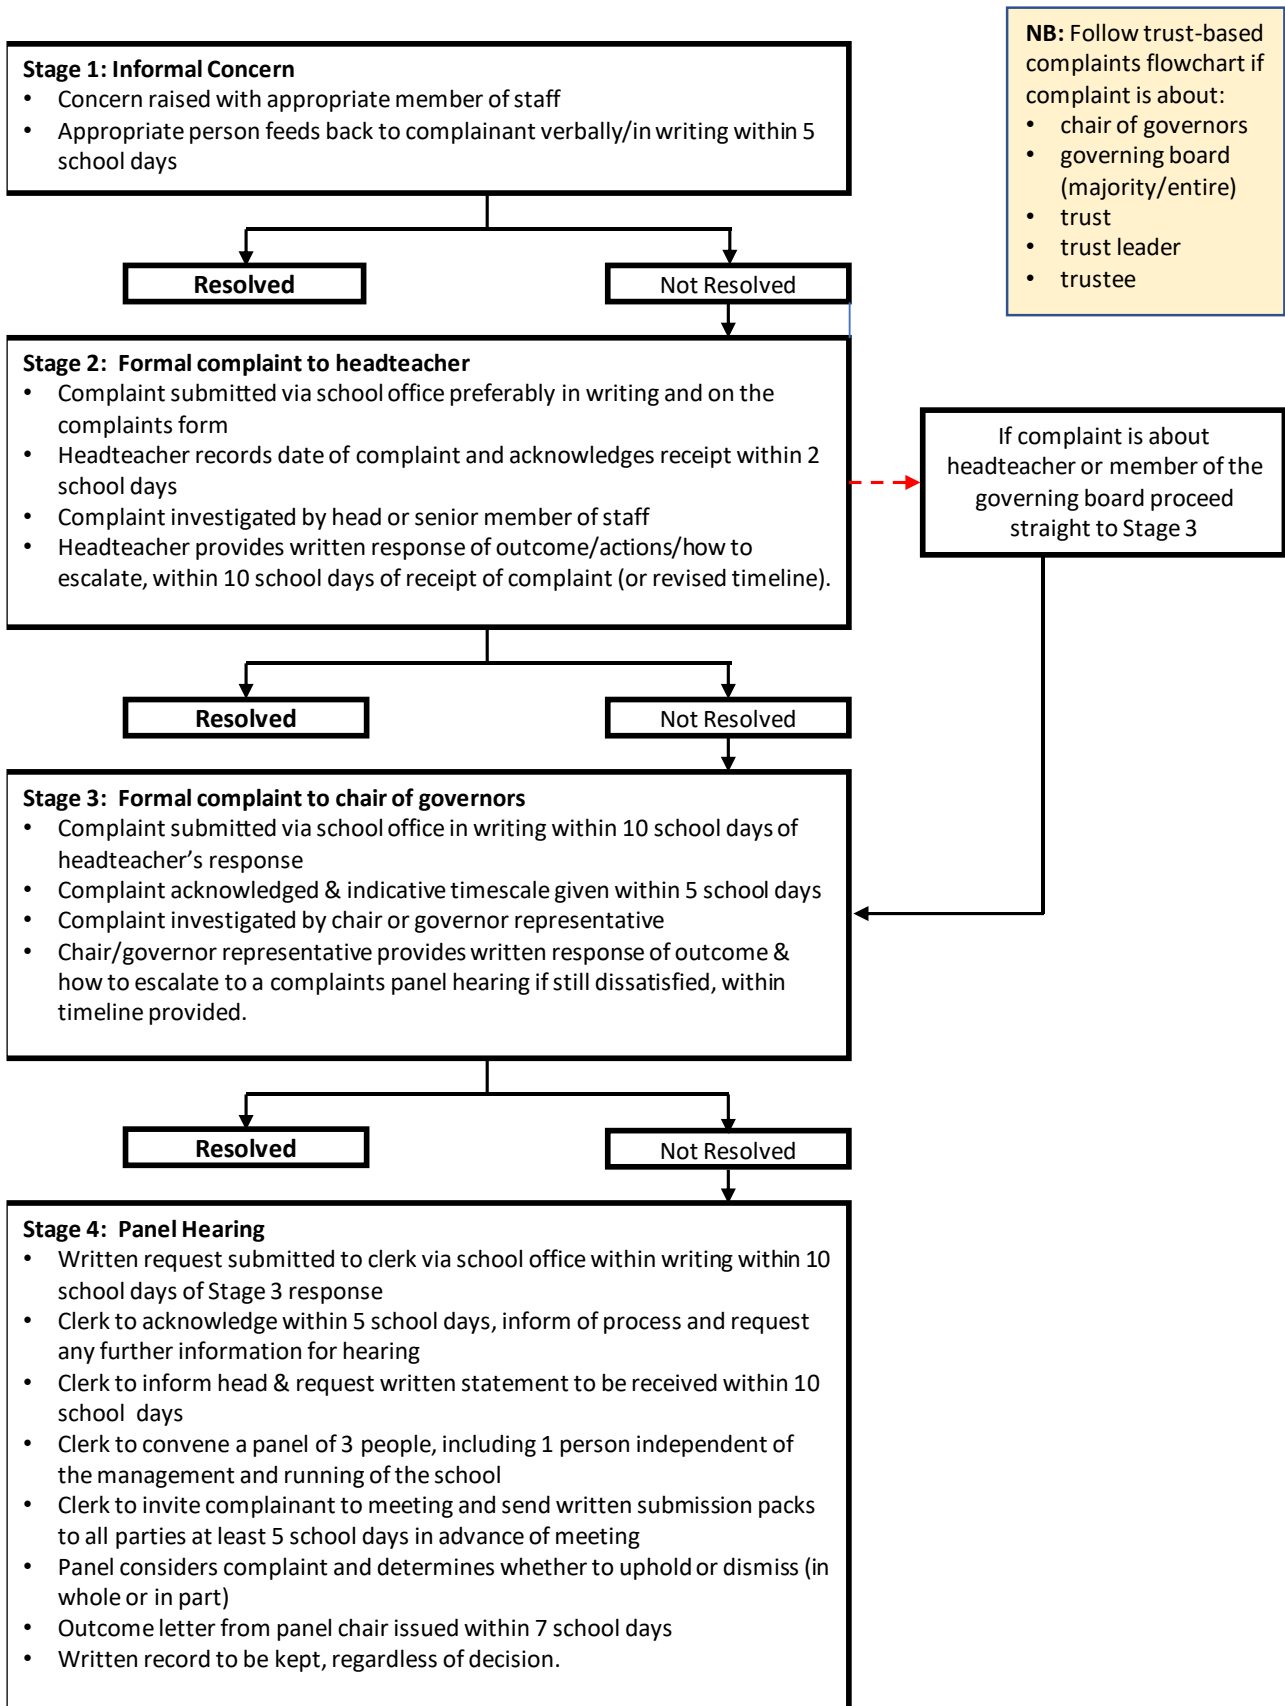 NB: Follow trust-based
complaints flowchart if
complaint is about:
• chair of governors
• governing board
(majority/entire)
• trust
• trust leader
• trustee
Stage 1: Informal Concern
• Concern raised with appropriate member of staff
• Appropriate person feeds back to complainant verbally/in writing within 5
school days
Resolved
Not Resolved
Stage 2: Formal complaint to headteacher
• Complaint submitted via school office preferably in writing and on the
complaints form
• Headteacher records date of complaint and acknowledges receipt within 2
school days
• Complaint investigated by head or senior member of staff
• Headteacher provides written response of outcome/actions/how to
escalate, within 10 school days of receipt of complaint (or revised timeline).
If complaint is about
headteacher or member of the
governing board proceed
straight to Stage 3
Resolved
Not Resolved
Stage 3: Formal complaint to chair of governors
• Complaint submitted via school office in writing within 10 school days of
headteacher’s response
• Complaint acknowledged & indicative timescale given within 5 school days
• Complaint investigated by chair or governor representative
• Chair/governor representative provides written response of outcome &
how to escalate to a complaints panel hearing if still dissatisfied, within
timeline provided.
Resolved
Not Resolved
Stage 4: Panel Hearing
• Written request submitted to clerk via school office within writing within 10
school days of Stage 3 response
• Clerk to acknowledge within 5 school days, inform of process and request
any further information for hearing
• Clerk to inform head & request written statement to be received within 10
school days
• Clerk to convene a panel of 3 people, including 1 person independent of
the management and running of the school
• Clerk to invite complainant to meeting and send written submission packs
to all parties at least 5 school days in advance of meeting
• Panel considers complaint and determines whether to uphold or dismiss (in
whole or in part)
• Outcome letter from panel chair issued within 7 school days
• Written record to be kept, regardless of decision.